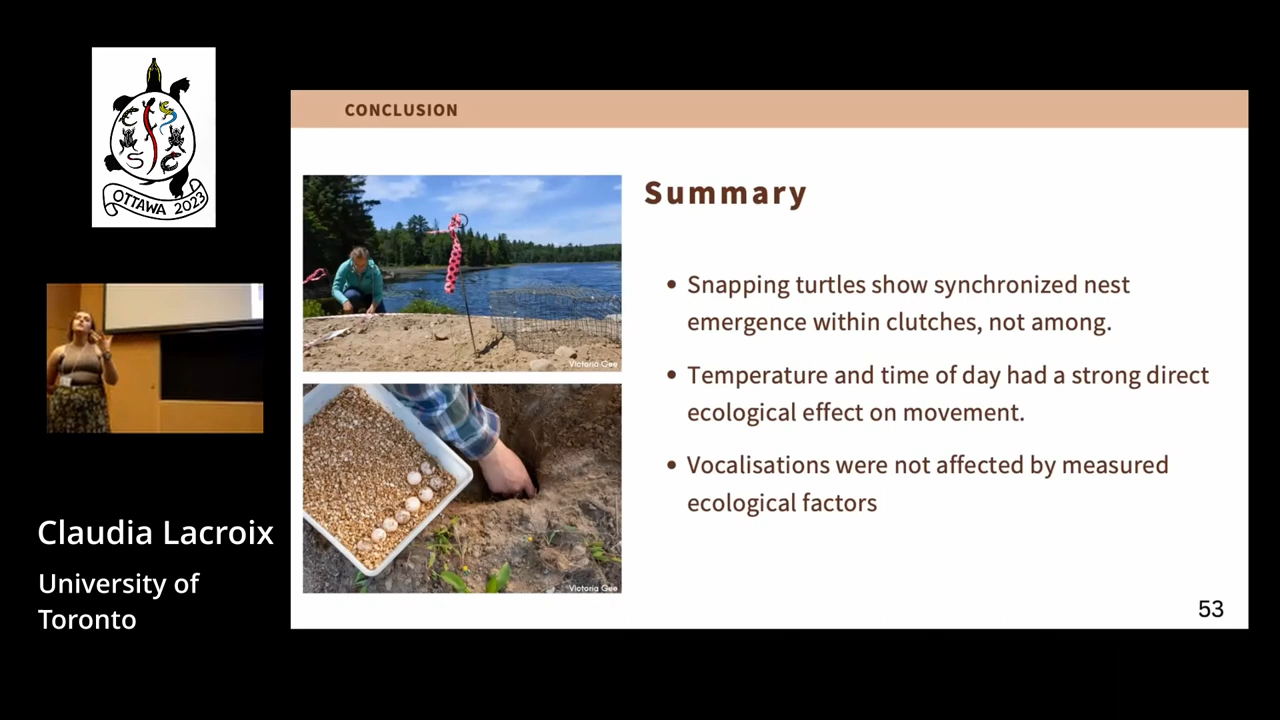 OTTAWA 2023
Claudia Lacroix
University of
Toronto
CONCLUSION
Victoria Gee
Victoria Gee
Summary
• Snapping turtles show synchronized nest
emergence within clutches, not among.
• Temperature and time of day had a strong direct
ecological effect on movement.
• Vocalisations were not affected by measured
ecological factors
53